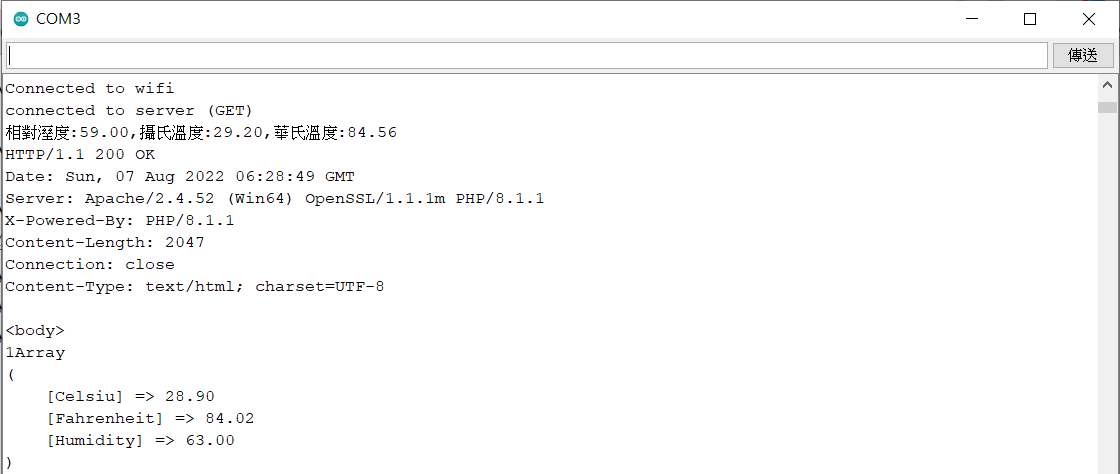 COM3
傳送
Connected to wifi
connected to server (GET)
相對溼度:59.00,攝氏溫度:29.20,華氏溫度:84.56
HTTP/1.1 200 OK
Date: Sun, 07 Aug 2022 06:28:49 GMT
Server: Apache/2.4.52 (Win64) OpenSSL/1.1.1m PHP/8.1.1
X-Powered-By: PHP/8.1.1
Content-Length: 2047
Connection: close
Content-Type: text/html; charset=UTF-8
<body>
1Array
(
    [Celsiu] => 28.90
    [Fahrenheit] => 84.02
    [Humidity] => 63.00
)